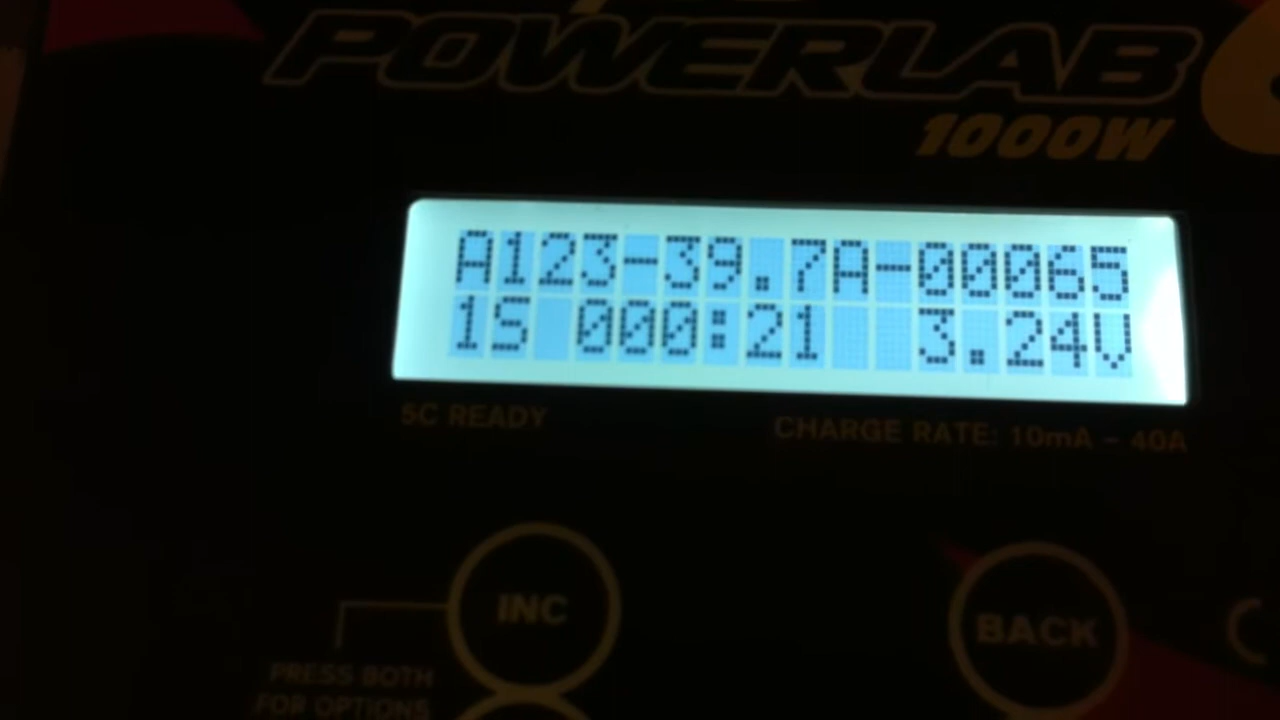 POWERLAB
1000W
A123-39.7A-00065
1S 000:21  3.24V
5C READY
CHARGE RATE: 10mA - 40A
INC
BACK
PRESS BOTH
FOR OPTIONS